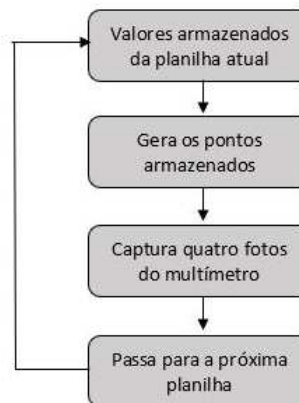 Valores armazenados
da planilha atual
Gera os pontos
armazenados
Captura quatro fotos
do multímetro
Passa para a próxima
planilha